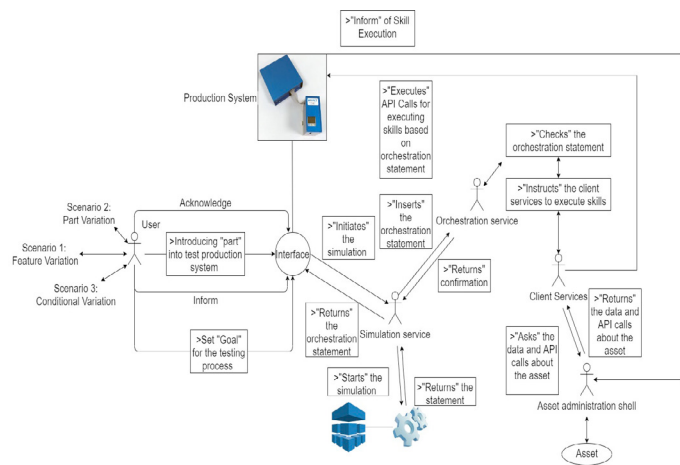 >"Inform" of Skill
Execution
Production System
>"Executes"
API Calls for
executing
skills based
on
orchestration
statement
>"Checks" the
orchestration statement
>"Instructs" the client
services to execute skills
Scenario 2:
Part Variation
Acknowledge
User
>Introducing "part"
into test production
system
Scenario 1:
Feature Variation
Scenario 3:
Conditional Variation
Inform
>Set "Goal"
for the testing
process
Interface
>"Initiates" the
simulation
>"Inserts" the
orchestration
statement
Orchestration service
>"Returns"
confirmation
>"Returns"
the
orchestration
statement
Simulation service
>"Starts" the
simulation
>"Returns" the
statement
Client Services
>"Returns"
the data and
API calls
about the
asset
>"Asks" the
data and API
calls about
the asset
Asset administration shell
Asset